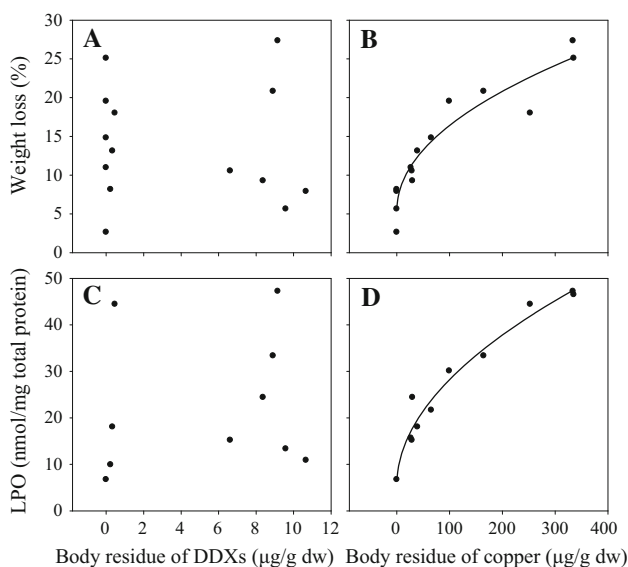 A
B
Weight loss (%)
30
25
20
15
10
5
0
C
D
LPO (nmol/mg total protein)
50
40
30
20
10
0
0 2 4 6 8 10 12
0 100 200 300 400
Body residue of DDXs (μg/g dw)
Body residue of copper (μg/g dw)